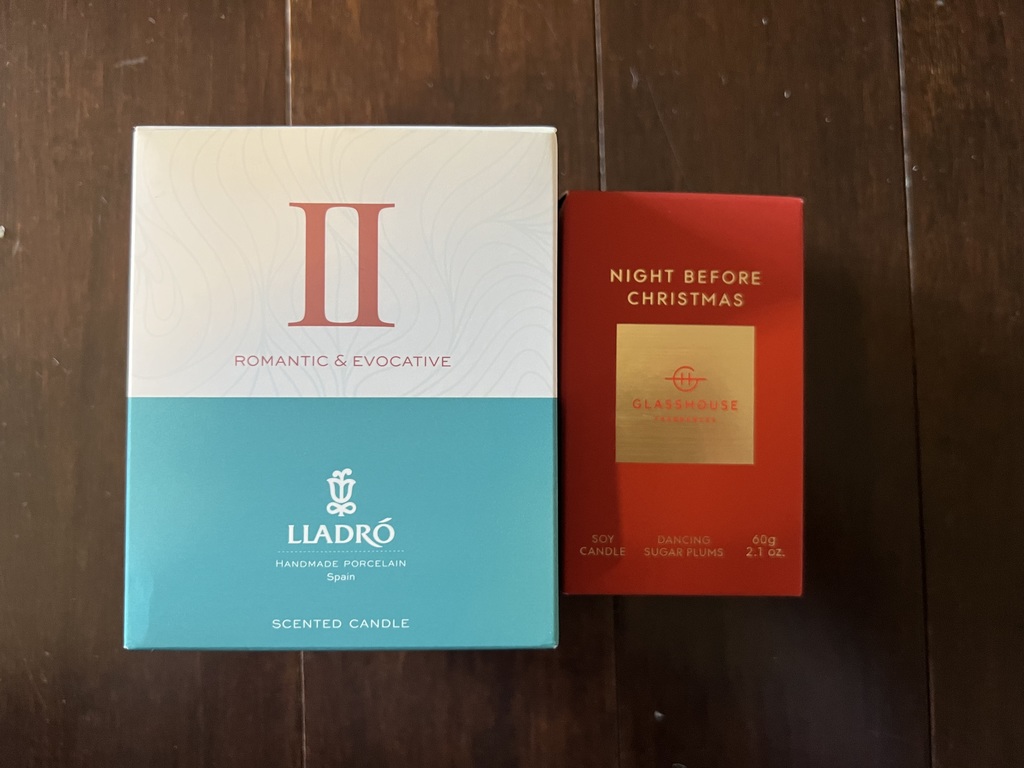 II
ROMANTIC & EVOCATIVE
LLADRÓ
HANDMADE PORCELAIN
Spain
SCENTED CANDLE
NIGHT BEFORE
CHRISTMAS
GLASSHOUSE
FRAGRANCES
SOY
CANDLE
DANCING
SUGAR PLUMS
60g
2.1 oz.